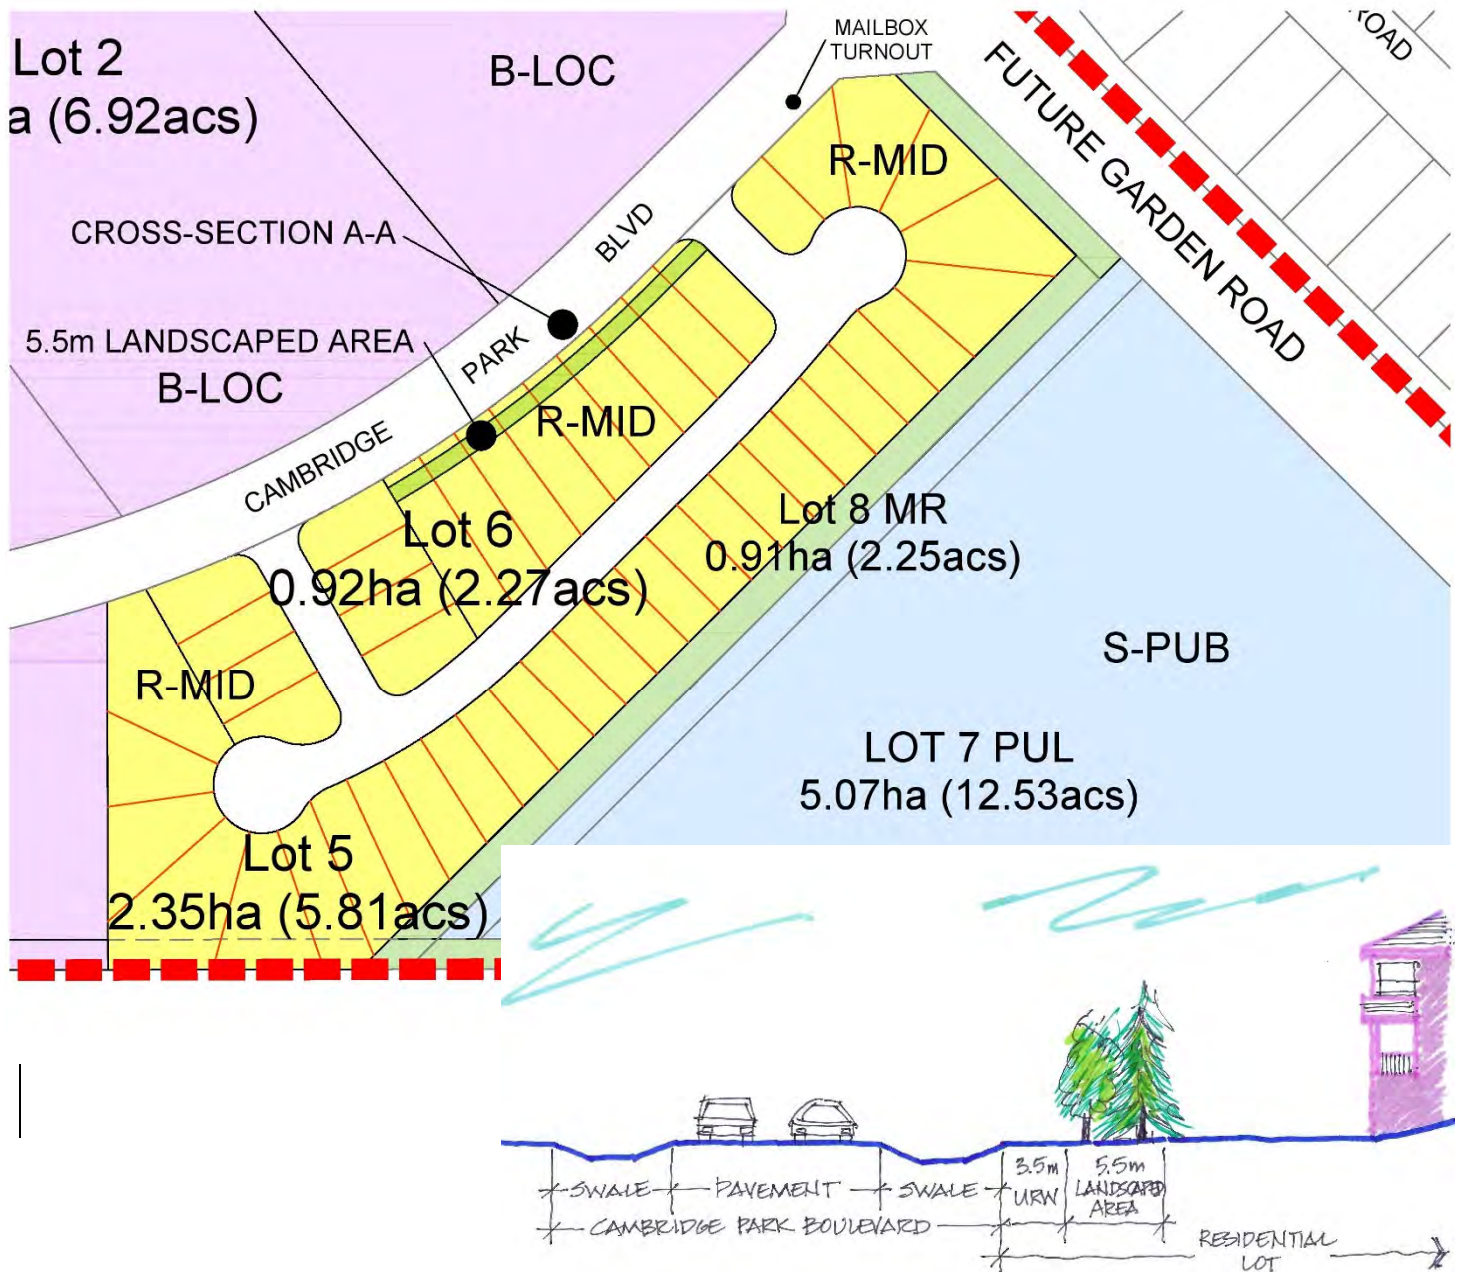 Lot 2
a (6.92acs)
B-LOC
MAILBOX
TURNOUT
ROAD
FUTURE GARDEN ROAD
R-MID
CROSS-SECTION A-A
BLVD
5.5m LANDSCAPED AREA
B-LOC
PARK
CAMBRIDGE
R-MID
Lot 6
0.92ha (2.27acs)
Lot 8 MR
0.91ha (2.25acs)
S-PUB
R-MID
LOT 7 PUL
5.07ha (12.53acs)
Lot 5
2.35ha (5.81acs)
SWALE
PAVEMENT
SWALE
3.5m
URW
5.5m
LANDSCAPED
AREA
CAMBRIDGE PARK BOULEVARD
RESIDENTIAL
LOT